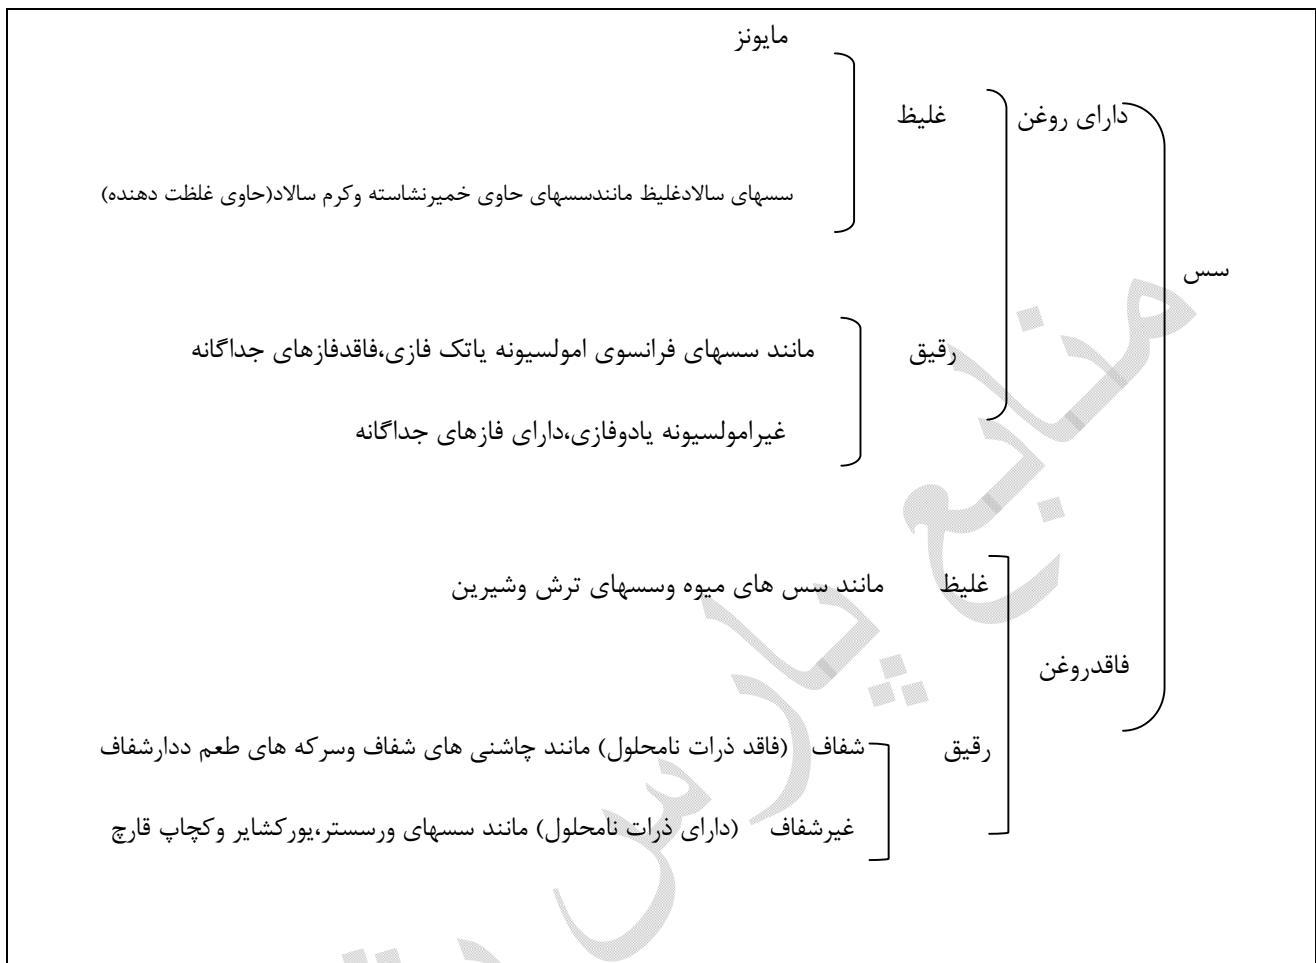 مایونز
دارای روغن غلیظ
سسهای سالادغلیظ مانندسسهای حاوی خمیرنشاسته وکرم سالاد(حاوی غلظت دهنده)
سس
رقیق مانند سسهای فرانسوی امولسیونه یاتک فازی،فاقدفازهای جداگانه
غیرامولسیونه یادوفازی،دارای فازهای جداگانه
غلیظ مانند سس های میوه وسسهای ترش وشیرین
فاقدروغن
رقیق شفاف (فاقد ذرات نامحلول) مانند چاشنی های شفاف وسرکه های طعم ددارشفاف
غیرشفاف (دارای ذرات نامحلول) مانند سسهای ورسستر،یورکشایر وکچاپ قارچ
منابع پارس